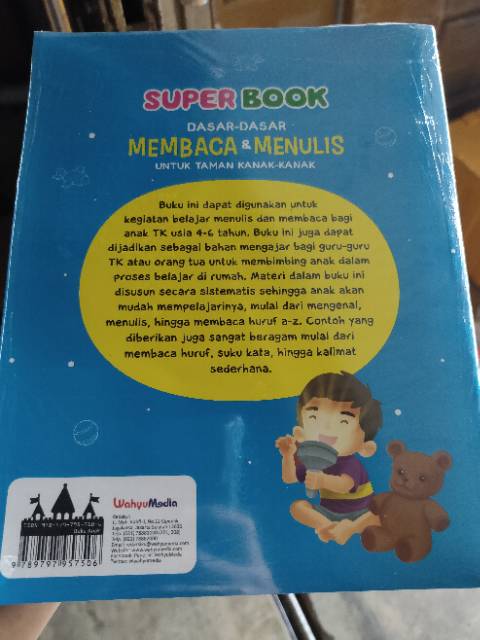 SUPER BOOK
DASAR-DASAR
MEMBACA & MENULIS
UNTUK TAMAN KANAK-KANAK
Buku ini dapat digunakan untuk
kegiatan belajar menulis dan membaca bagi
anak TK usia 4-6 tahun. Buku ini juga dapat
dijadikan sebagai bahan mengajar bagi guru-guru
TK atau orang tua untuk membimbing anak dalam
proses belajar di rumah. Materi dalam buku ini
disusun secara sistematis sehingga anak akan
mudah mempelajarinya, mulai dari mengenal,
menulis, hingga membaca huruf a-z. Contoh yang
diberikan juga sangat beragam mulai dari
membaca huruf, suku kata, hingga kalimat
sederhana.
WahyuMedia
Redaksi:
Jagakarsa, Jakarta Selatan
9789797957506